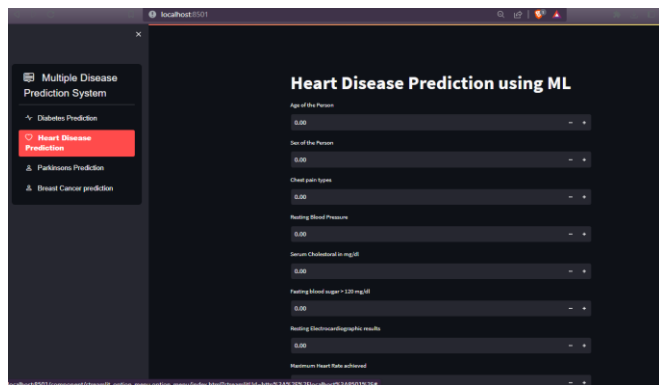 localhost:8501
×
Multiple Disease
Prediction System
Diabetes Prediction
Heart Disease
Prediction
Parkinsons Prediction
Breast Cancer prediction
Heart Disease Prediction using ML
Age of the Person
0.00 - +
Sex of the Person
0.00 - +
Chest pain types
0.00 - +
Resting Blood Pressure
0.00 - +
Serum Cholestoral in mg/dl
0.00 - +
Fasting blood sugar > 120 mg/dl
0.00 - +
Resting Electrocardiographic results
0.00 - +
Maximum Heart Rate achieved